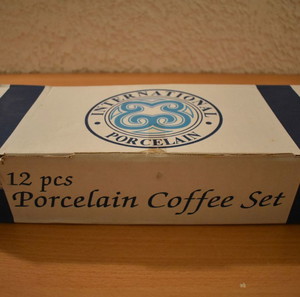 INTERNATIONAL
PORCELAIN
12 pcs
Porcelain Coffee Set